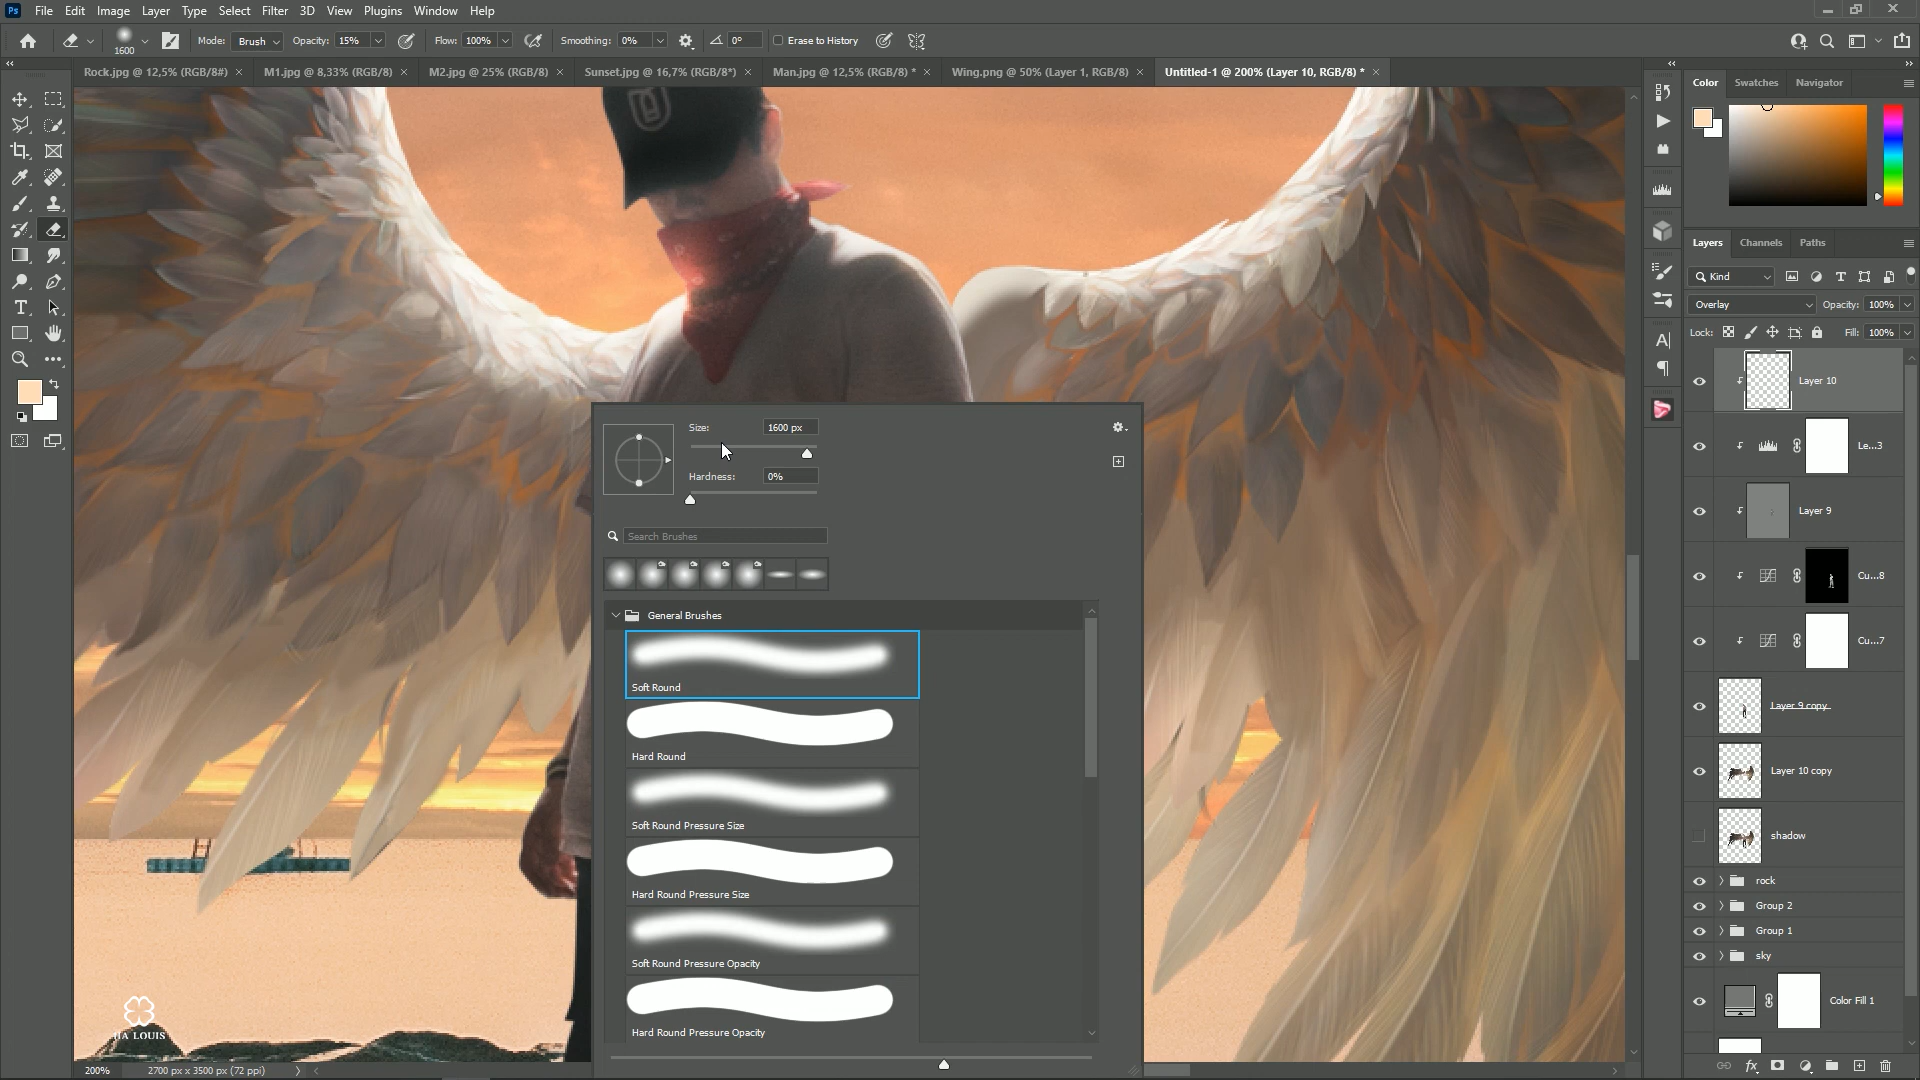 Ps File Edit Image Layer Type Select Filter 3D View Plugins Window Help
1600 Mode: Brush Opacity: 15% Flow: 100% Smoothing: 0% 0° Erase to History
Rock.jpg @ 12,5% (RGB/8#) × M1.jpg @ 8,33% (RGB/8) × M2.jpg @ 25% (RGB/8) × Sunset.jpg @ 16,7% (RGB/8*) × Man.jpg @ 12,5% (RGB/8) * × Wing.png @ 50% (Layer 1, RGB/8) × Untitled-1 @ 200% (Layer 10, RGB/8) * ×
Color Swatches Navigator
Layers Channels Paths
Kind
Overlay Opacity: 100%
Lock: Fill: 100%
Layer 10
Le...3
Layer 9
Cu...8
Cu...7
Layer 9 copy
Layer 10 copy
shadow
rock
Group 2
Group 1
sky
Color Fill 1
Size: 1600 px
Hardness: 0%
Search Brushes
General Brushes
Soft Round
Hard Round
Soft Round Pressure Size
Hard Round Pressure Size
Soft Round Pressure Opacity
Hard Round Pressure Opacity
LOUIS
200% 2700 px x 3500 px (72 ppi)